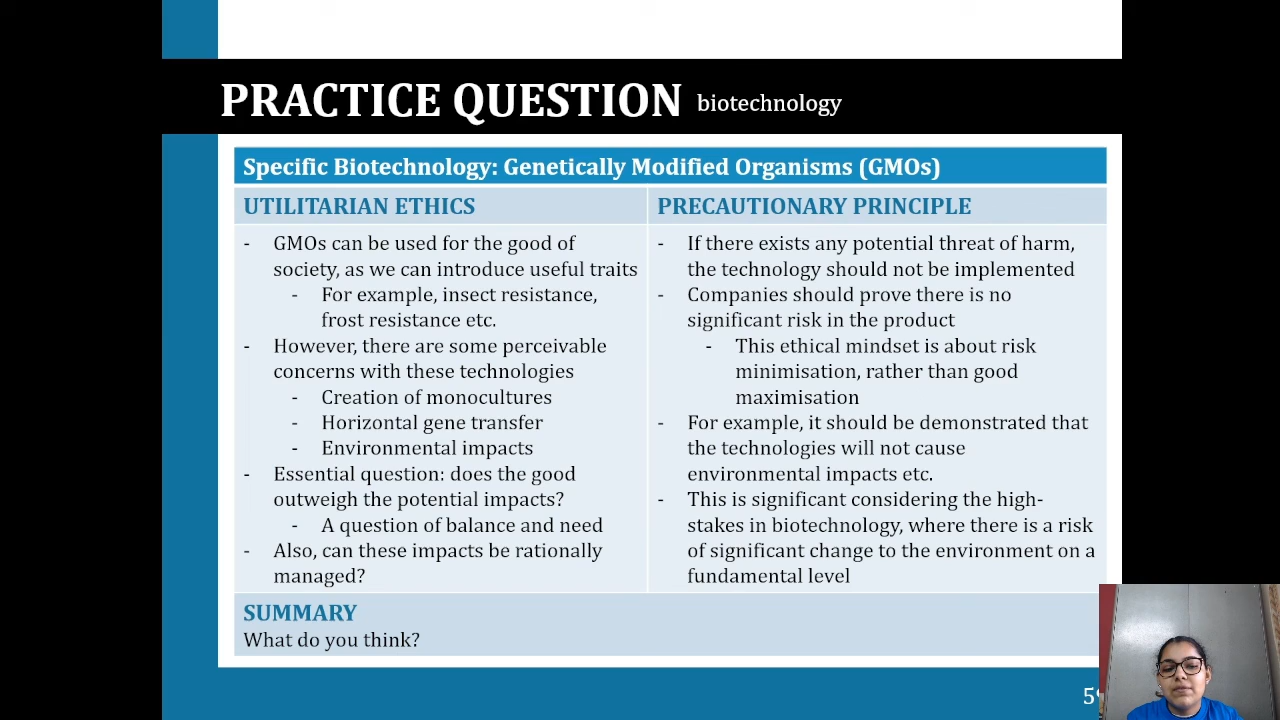 PRACTICE QUESTION biotechnology
Specific Biotechnology: Genetically Modified Organisms (GMOs)
UTILITARIAN ETHICS
- GMOs can be used for the good of
society, as we can introduce useful traits
- For example, insect resistance,
frost resistance etc.
- However, there are some perceivable
concerns with these technologies
- Creation of monocultures
- Horizontal gene transfer
- Environmental impacts
- Essential question: does the good
outweigh the potential impacts?
- A question of balance and need
- Also, can these impacts be rationally
managed?
PRECAUTIONARY PRINCIPLE
- If there exists any potential threat of harm,
the technology should not be implemented
- Companies should prove there is no
significant risk in the product
- This ethical mindset is about risk
minimisation, rather than good
maximisation
- For example, it should be demonstrated that
the technologies will not cause
environmental impacts etc.
- This is significant considering the high-
stakes in biotechnology, where there is a risk
of significant change to the environment on a
fundamental level
SUMMARY
What do you think?